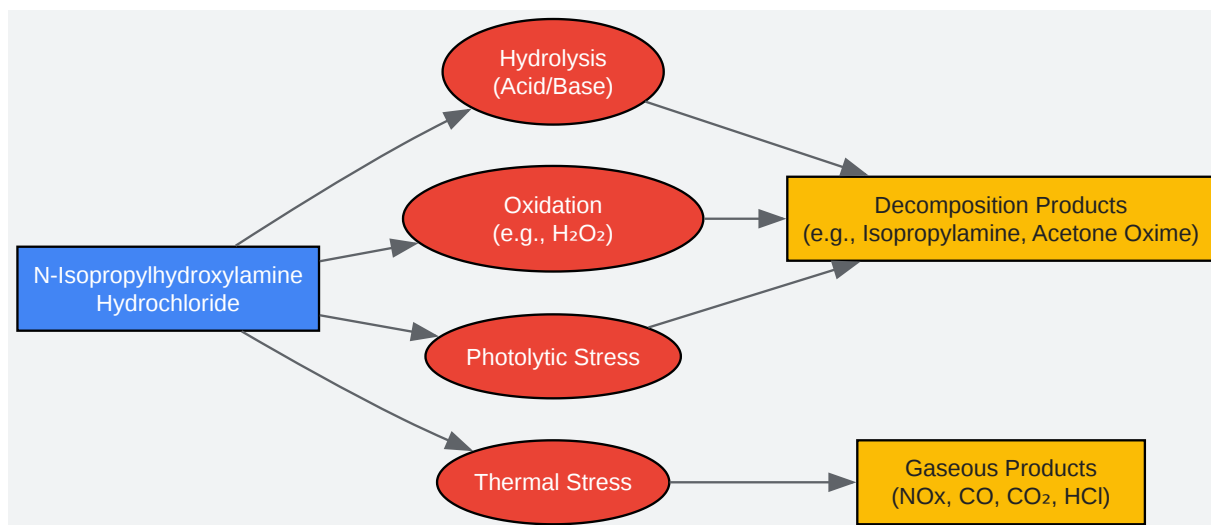 Hydrolysis
(Acid/Base)
Oxidation
(e.g., H₂O₂)
Decomposition Products
(e.g., Isopropylamine, Acetone Oxime)
N-Isopropylhydroxylamine
Hydrochloride
Photolytic Stress
Thermal Stress
Gaseous Products
(NOx, CO, CO₂, HCl)